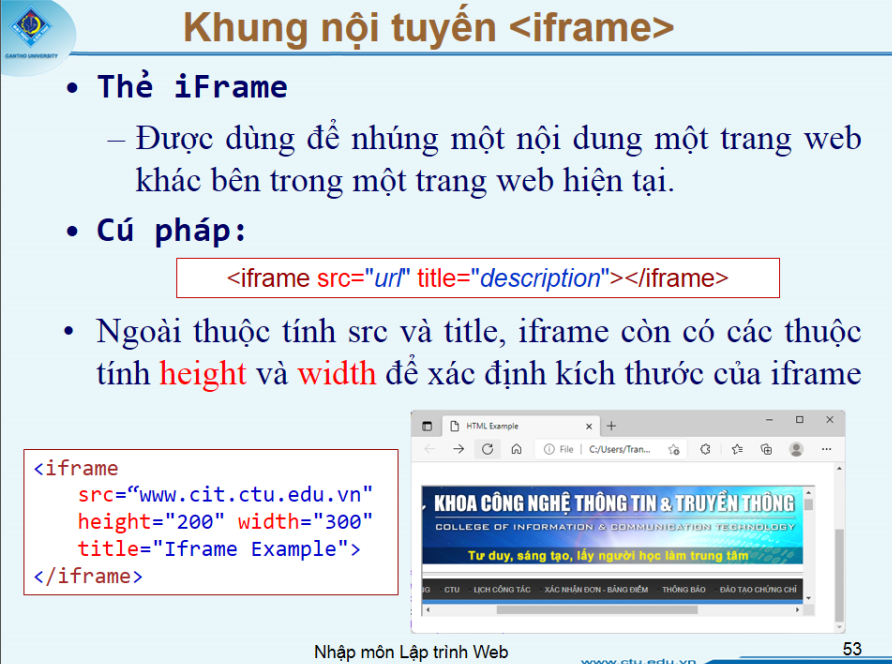 Khung nội tuyến <iframe>
CANTHO UNIVERSITY
• Thẻ iFrame
– Được dùng để nhúng một nội dung một trang web
khác bên trong một trang web hiện tại.
• Cú pháp:
<iframe src="url" title="description"></iframe>
• Ngoài thuộc tính src và title, iframe còn có các thuộc
tính height và width để xác định kích thước của iframe
<iframe
src=“www.cit.ctu.edu.vn"
height="200" width="300"
title="Iframe Example">
</iframe>
HTML Example
File | C:/Users/Tran...
KHOA CÔNG NGHỆ THÔNG TIN & TRUYỀN THÔNG
COLLEGE OF INFORMATION & COMMUNICATION TECHNOLOGY
Tư duy, sáng tạo, lấy người học làm trung tâm
NG CTU LỊCH CÔNG TÁC XÁC NHẬN ĐƠN - BẢNG ĐIỂM THÔNG BÁO ĐÀO TẠO CHỨNG CHỈ
Nhập môn Lập trình Web
www.ctu.edu.vn
53